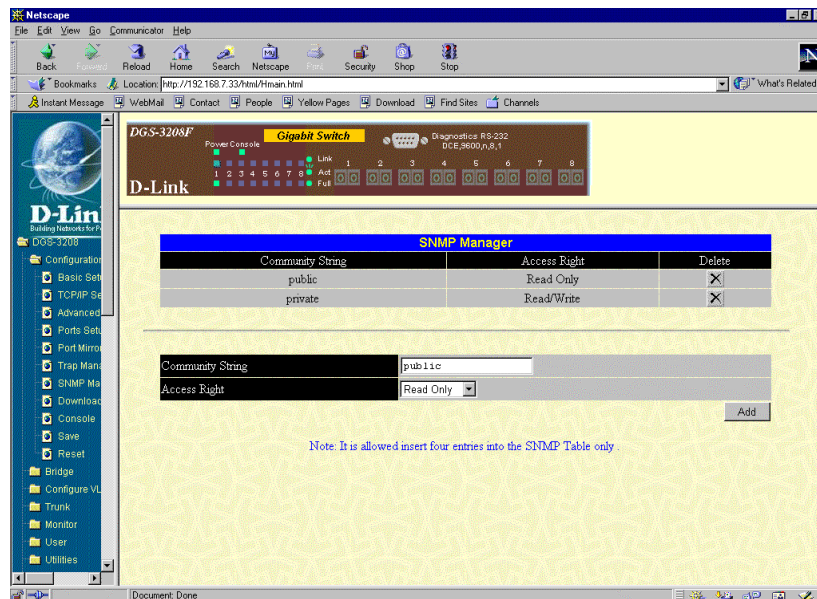 Netscape
File Edit View Go Communicator Help
Back Forward Reload Home Search Netscape Print Security Shop Stop
Bookmarks Location: http://192.168.7.33/html/Hmain.html What's Related
Instant Message WebMail Contact People Yellow Pages Download Find Sites Channels
DGS-3208F
Gigabit Switch
Power Console
Diagnostics RS-232
DCE,9600,n,8,1
Link
Act
Full
1 2 3 4 5 6 7 8
1 2 3 4 5 6 7 8
D-Link
D-Lin
Building Networks for P
DGS-3208
Configuration
Basic Set
TCP/IP Se
Advanced
Ports Setu
Port Mirro
Trap Mana
SNMP Ma
Download
Console
Save
Reset
Bridge
Configure VL
Trunk
Monitor
User
Utilities
SNMP Manager
Community String Access Right Delete
public Read Only
private Read/Write
Community String public
Access Right Read Only
Add
Note: It is allowed insert four entries into the SNMP Table only .
Document: Done